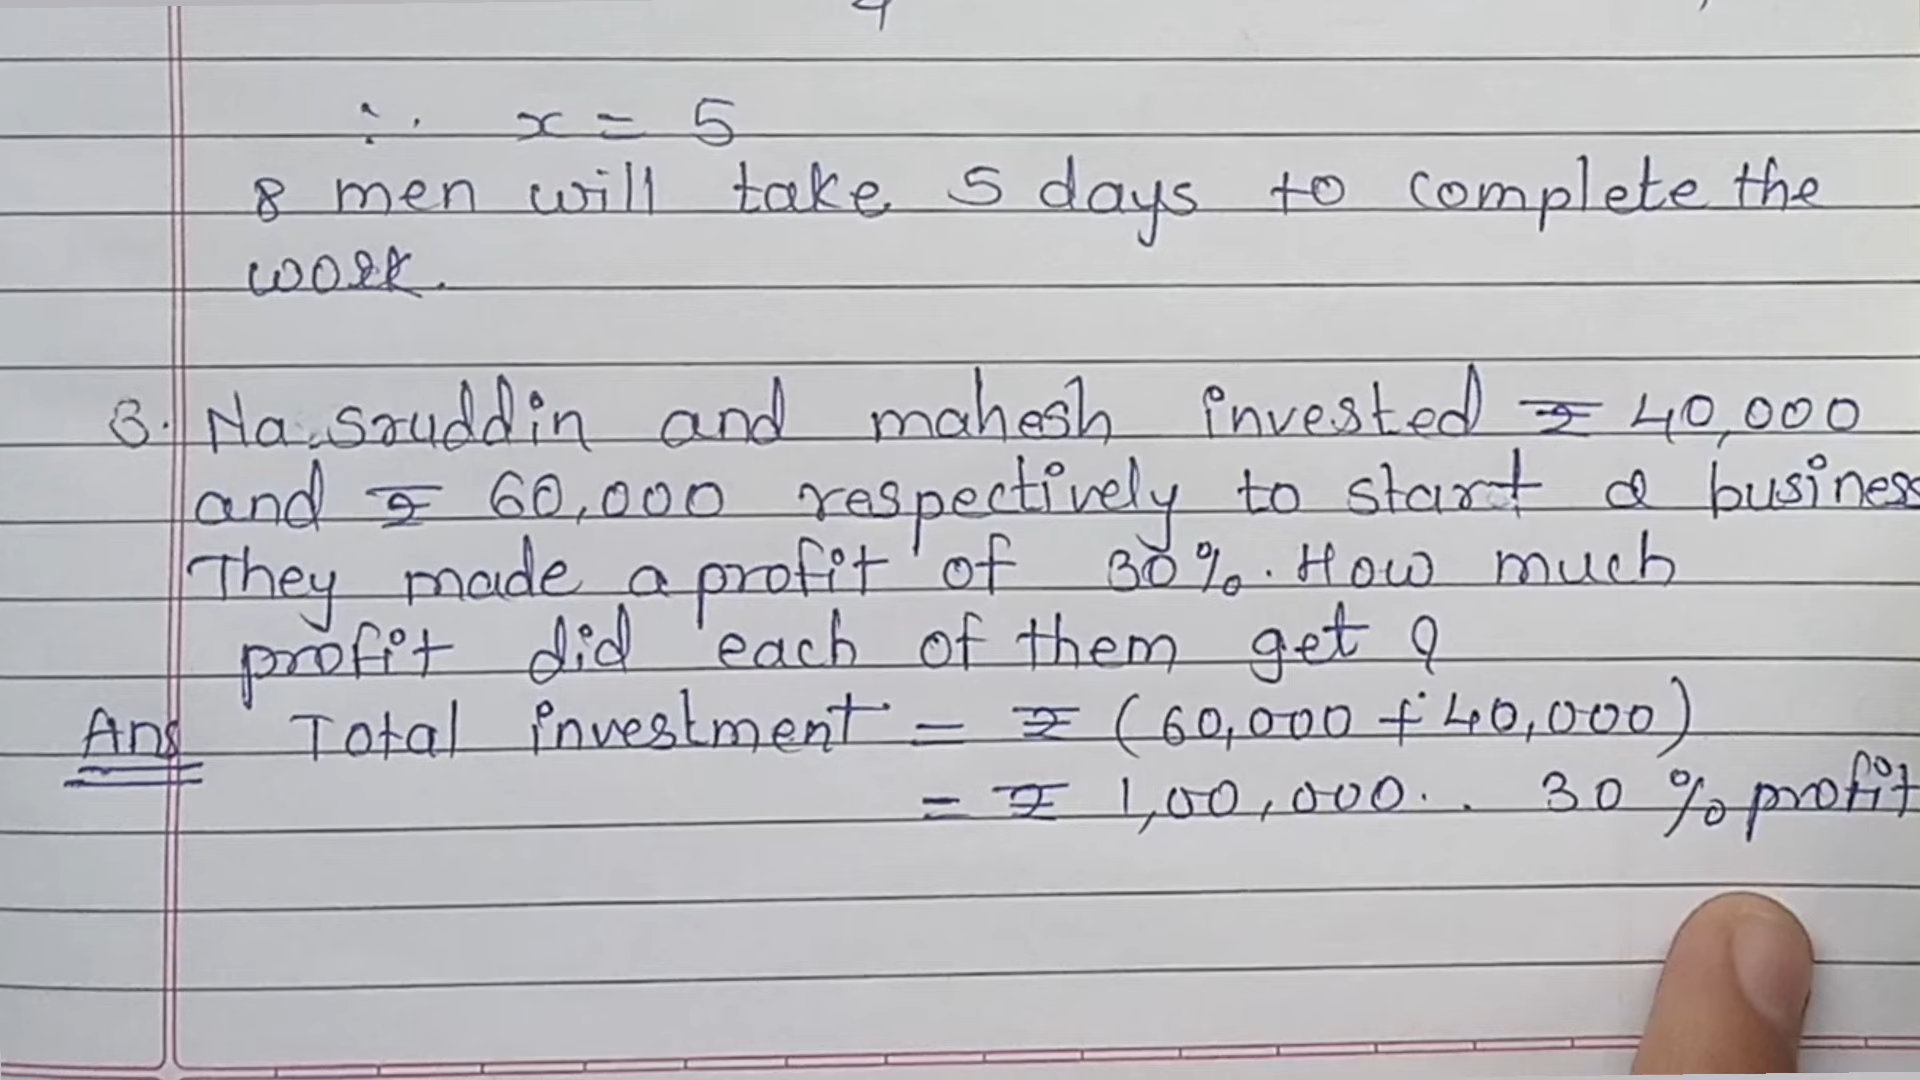 ∴ x = 5
8 men will take 5 days to complete the
work.
3. Nasruddin and mahesh invested ₹ 40,000
and ₹ 60,000 respectively to start a business
They made a profit of 30%. How much
profit did each of them get ?
Ans Total investment = ₹ (60,000 + 40,000)
= ₹ 1,00,000. . 30 % profit